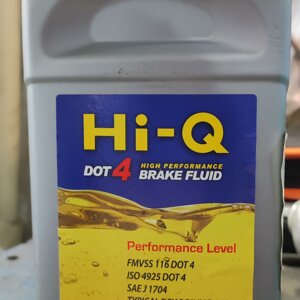 Hi-Q
DOT 4 HIGH PERFORMANCE
BRAKE FLUID
Performance Level
FMVSS 116 DOT 4
ISO 4925 DOT 4
SAE J 1704